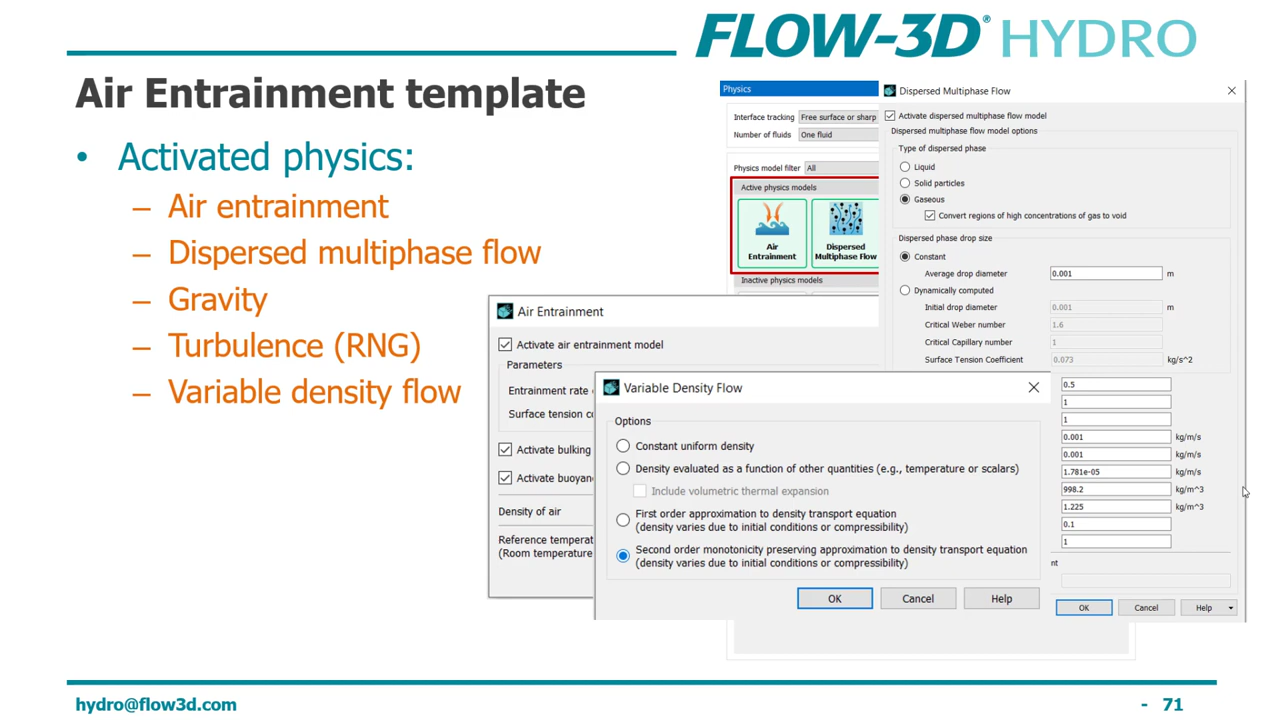 FLOW-3D® HYDRO
Air Entrainment template
• Activated physics:
– Air entrainment
– Dispersed multiphase flow
– Gravity
– Turbulence (RNG)
– Variable density flow
Physics
Interface tracking Free surface or sharp
Number of fluids One fluid
Physics model filter All
Active physics models
Air Entrainment
Dispersed Multiphase Flow
Inactive physics models
Dispersed Multiphase Flow
Activate dispersed multiphase flow model
Dispersed multiphase flow model options
Type of dispersed phase
Liquid
Solid particles
Gaseous
Convert regions of high concentrations of gas to void
Dispersed phase drop size
Constant
Average drop diameter 0.001 m
Dynamically computed
Initial drop diameter 0.001 m
Critical Weber number 1.6
Critical Capillary number 1
Surface Tension Coefficient 0.073 kg/s^2
0.5
1
1
0.001 kg/m/s
0.001 kg/m/s
1.781e-05 kg/m/s
998.2 kg/m^3
1.225 kg/m^3
0.1
1
nt
OK Cancel Help
Air Entrainment
Activate air entrainment model
Parameters
Entrainment rate
Surface tension co
Activate bulking
Activate buoyan
Density of air
Reference temperat
(Room temperature
Variable Density Flow
Options
Constant uniform density
Density evaluated as a function of other quantities (e.g., temperature or scalars)
Include volumetric thermal expansion
First order approximation to density transport equation
(density varies due to initial conditions or compressibility)
Second order monotonicity preserving approximation to density transport equation
(density varies due to initial conditions or compressibility)
OK Cancel Help
hydro@flow3d.com
- 71